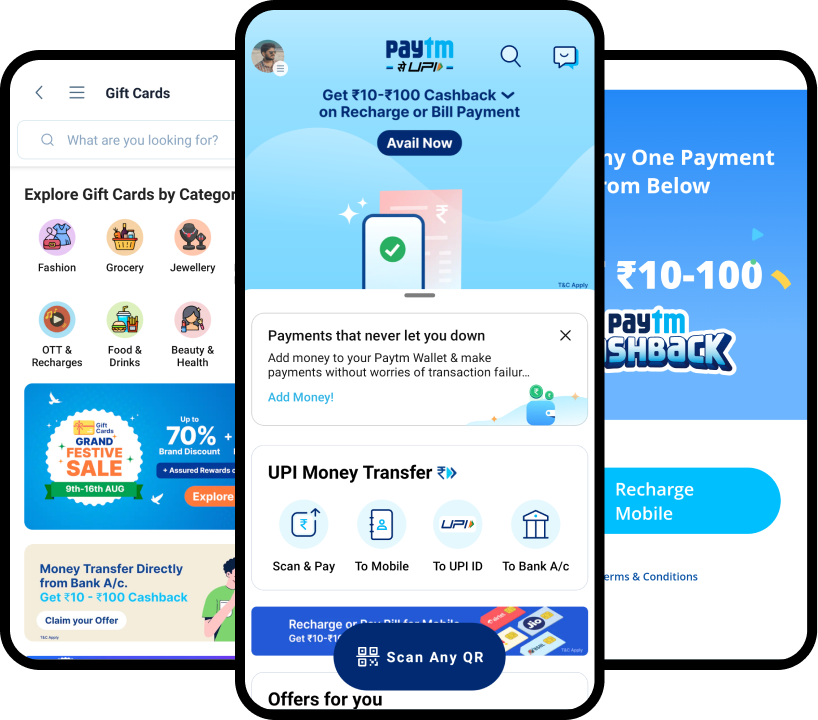 Gift Cards
What are you looking for?
Explore Gift Cards by Categor
Fashion
Grocery
Jewellery
OTT &
Recharges
Food &
Drinks
Beauty &
Health
Gift
Cards
GRAND
FESTIVE
SALE
9th-16th AUG
Up to
70% +
Brand Discount
+ Assured Rewards
Explore
Money Transfer Directly
from Bank A/c.
Get ₹10 - ₹100 Cashback
Claim your Offer
T&C Apply
paytm
से UPI
Get ₹10-₹100 Cashback
on Recharge or Bill Payment
Avail Now
₹
T&C Apply
Payments that never let you down
Add money to your Paytm Wallet & make
payments without worries of transaction failur...
Add Money!
UPI Money Transfer ₹
Scan & Pay
To Mobile
To UPI ID
UPI
To Bank A/c
Recharge or Pay Bill for Mobile
Get ₹10-₹1
Jio
T&C Apply
Scan Any QR
Offers for you
ny One Payment
rom Below
₹10-100
paytm
SHBACK
Recharge
Mobile
erms & Conditions